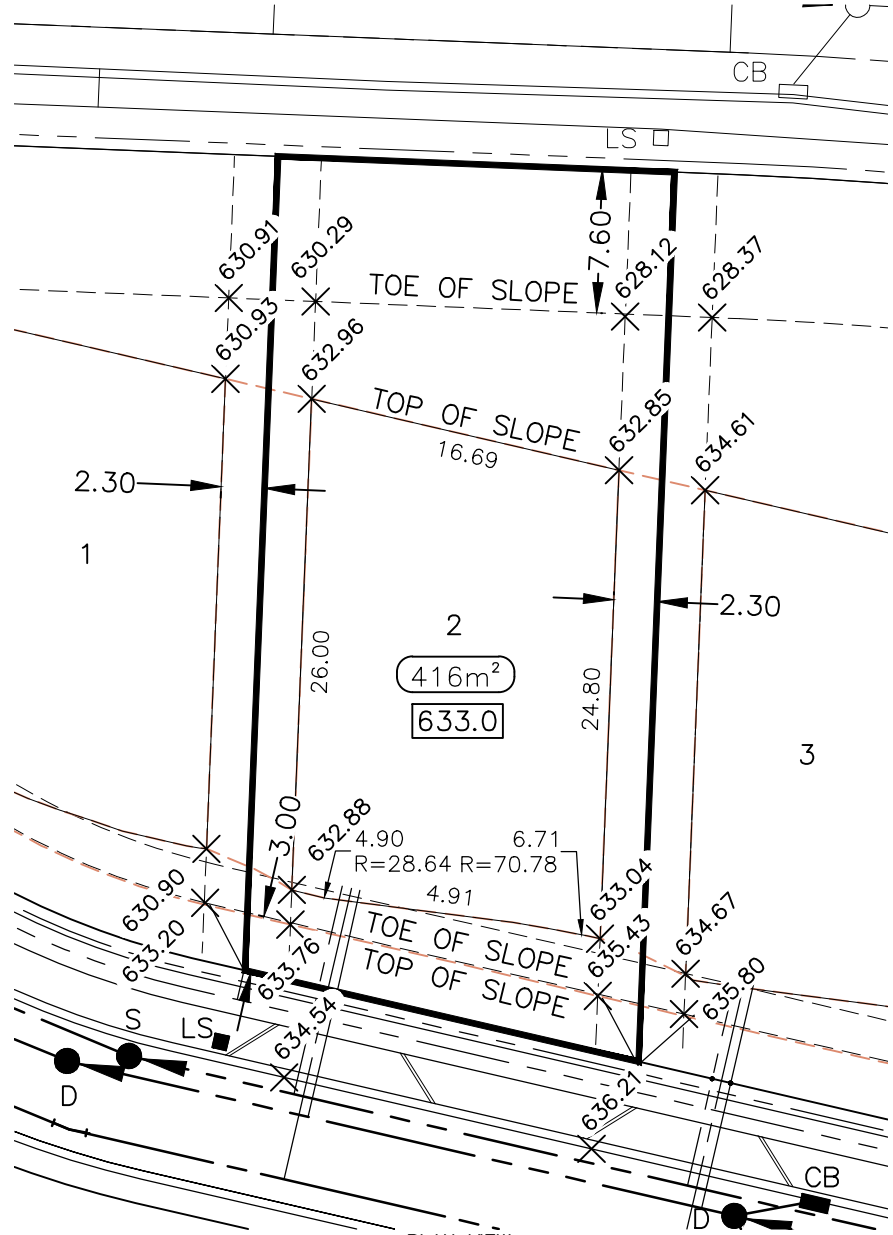 CB
LS
630.91
630.29
7.60
628.12
628.37
TOE OF SLOPE
630.93
632.96
TOP OF SLOPE
16.69
632.85
634.61
2.30
1
2.30
2
416m²
633.0
26.00
24.80
3
3.00
632.88
4.90
6.71
R=28.64 R=70.78
4.91
630.90
633.20
633.76
TOE OF SLOPE
TOP OF SLOPE
633.04
635.43
634.67
635.80
S
LS
634.54
D
636.21
CB
D